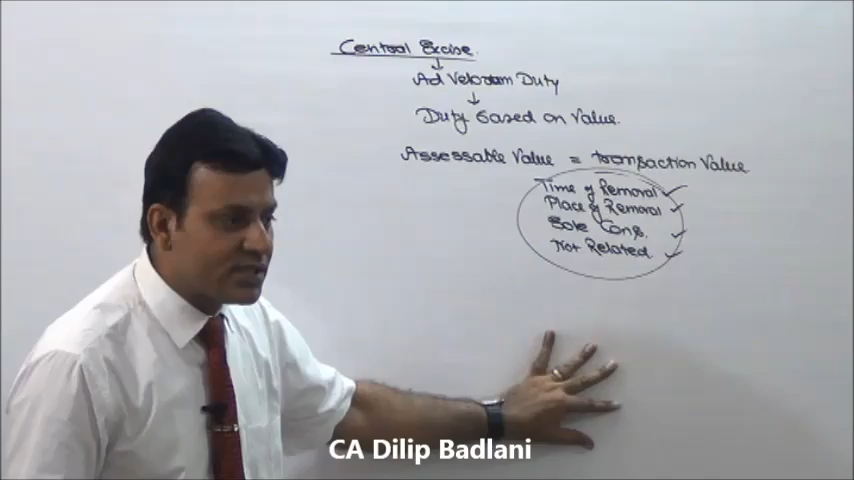 Central Excise.
Ad Velorum Duty
Duty Based on Value.
Assessable Value = transaction Value
Time of Removal ✓
Place of Removal ✓
Sole Cons. ✓
Not Related ✓
CA Dilip Badlani